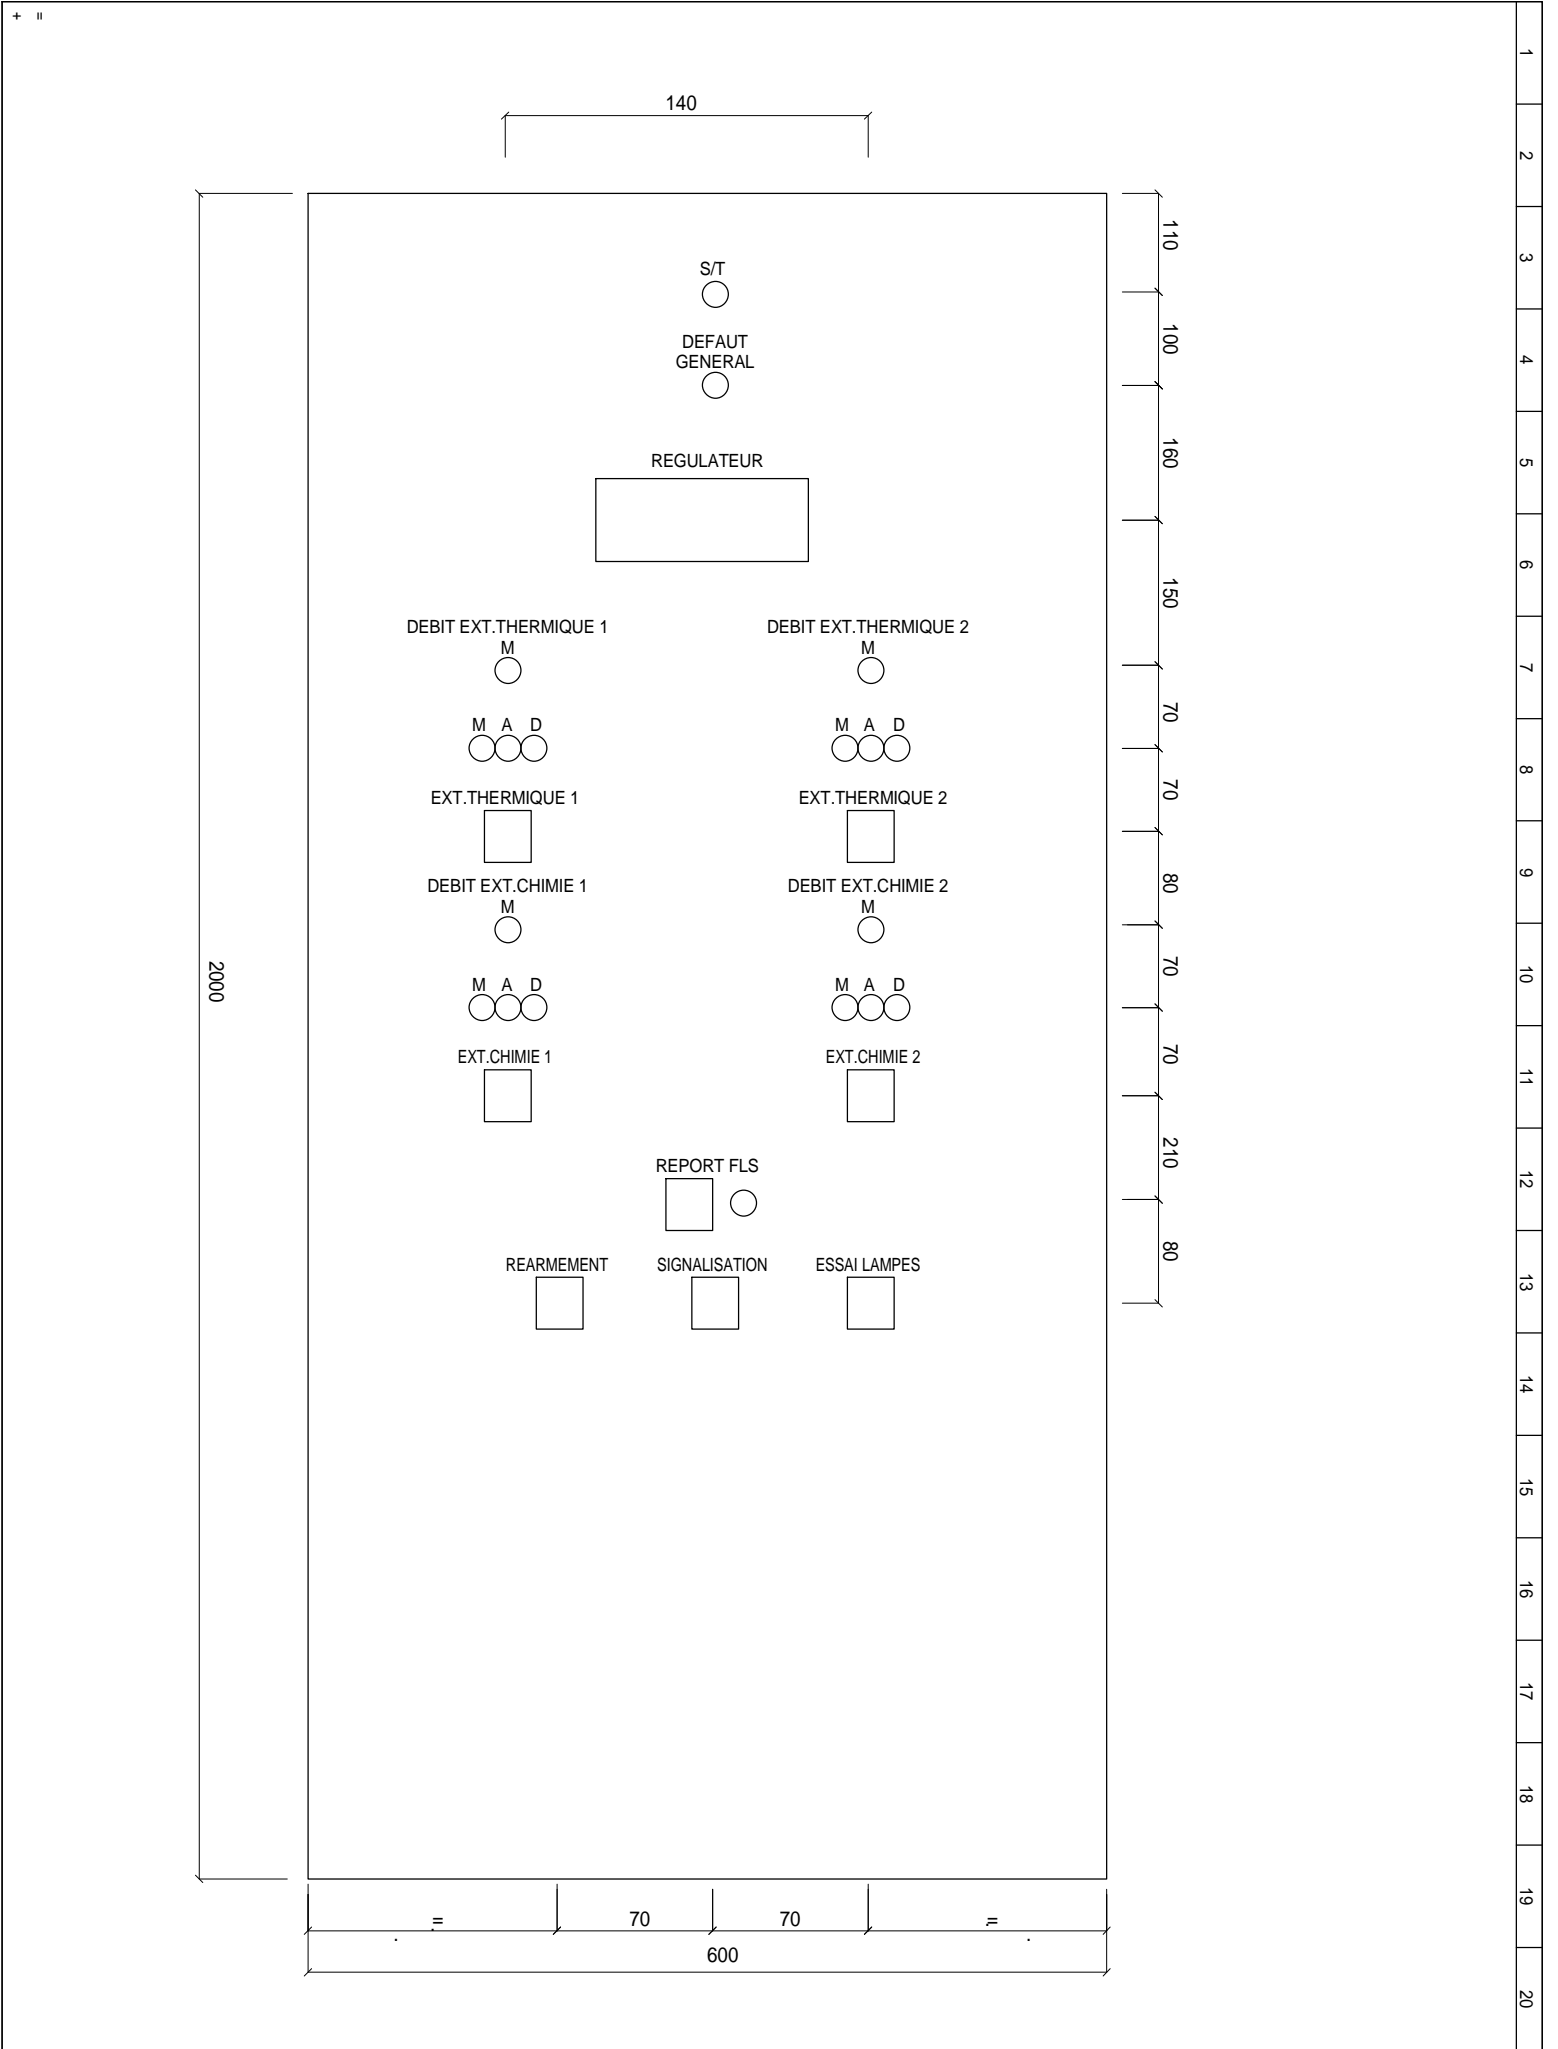 + =
1
140
2
110
3
S/T
100
DEFAUT
GENERAL
4
160
REGULATEUR
5
150
6
DEBIT EXT.THERMIQUE 1 DEBIT EXT.THERMIQUE 2
M M
7
70
M A D M A D
8
70
EXT.THERMIQUE 1 EXT.THERMIQUE 2
9
80
DEBIT EXT.CHIMIE 1 DEBIT EXT.CHIMIE 2
M M
2000
70
10
M A D M A D
70
EXT.CHIMIE 1 EXT.CHIMIE 2
11
210
REPORT FLS
12
80
REARMEMENT SIGNALISATION ESSAI LAMPES
13
14
15
16
17
18
19
= 70 70 =
600
20